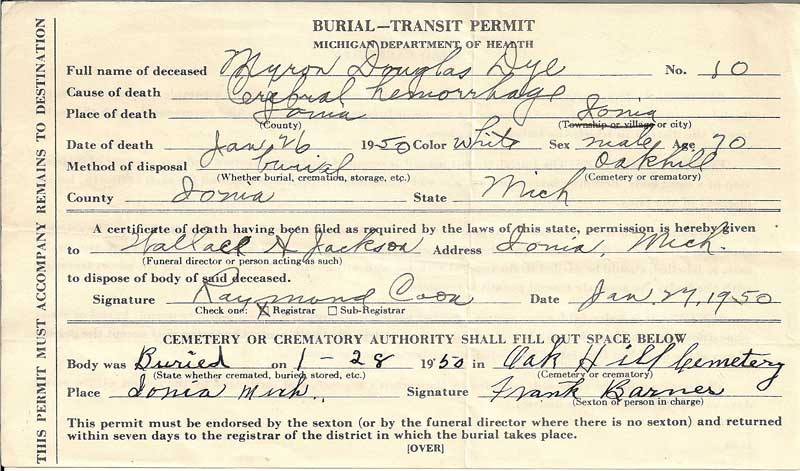 BURIAL—TRANSIT PERMIT
MICHIGAN DEPARTMENT OF HEALTH
Full name of deceased Myron Douglas Dye No. 10
Cause of death Cerebral hemorrhage
Place of death Ionia Ionia
(County) (Township or village or city)
Date of death Jan 26 1950 Color white Sex male Age 70
Method of disposal burial Oakhill
(Whether burial, cremation, storage, etc.) (Cemetery or crematory)
County Ionia State Mich
A certificate of death having been filed as required by the laws of this state, permission is hereby given
to Wallace H Jackson Address Ionia, Mich.
(Funeral director or person acting as such)
to dispose of body of said deceased.
Signature Raymond Coon Date Jan. 27, 1950
Check one: X Registrar ☐ Sub-Registrar
CEMETERY OR CREMATORY AUTHORITY SHALL FILL OUT SPACE BELOW
Body was Buried on 1-28 1950 in Oak Hill Cemetery
(State whether cremated, buried, stored, etc.) (Cemetery or crematory)
Place Ionia Mich. Signature Frank Barner
(Sexton or person in charge)
This permit must be endorsed by the sexton (or by the funeral director where there is no sexton) and returned
within seven days to the registrar of the district in which the burial takes place.
[OVER]
THIS PERMIT MUST ACCOMPANY REMAINS TO DESTINATION